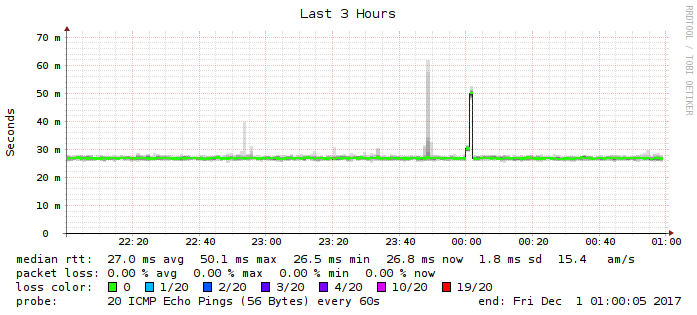 Last 3 Hours
RRDTOOL / TOBI OETIKER
Seconds
70 m
60 m
50 m
40 m
30 m
20 m
10 m
0
22:20 22:40 23:00 23:20 23:40 00:00 00:20 00:40 01:00
median rtt: 27.0 ms avg 50.1 ms max 26.5 ms min 26.8 ms now 1.8 ms sd 15.4 am/s
packet loss: 0.00 % avg 0.00 % max 0.00 % min 0.00 % now
loss color: 0 1/20 2/20 3/20 4/20 10/20 19/20
probe: 20 ICMP Echo Pings (56 Bytes) every 60s end: Fri Dec 1 01:00:05 2017